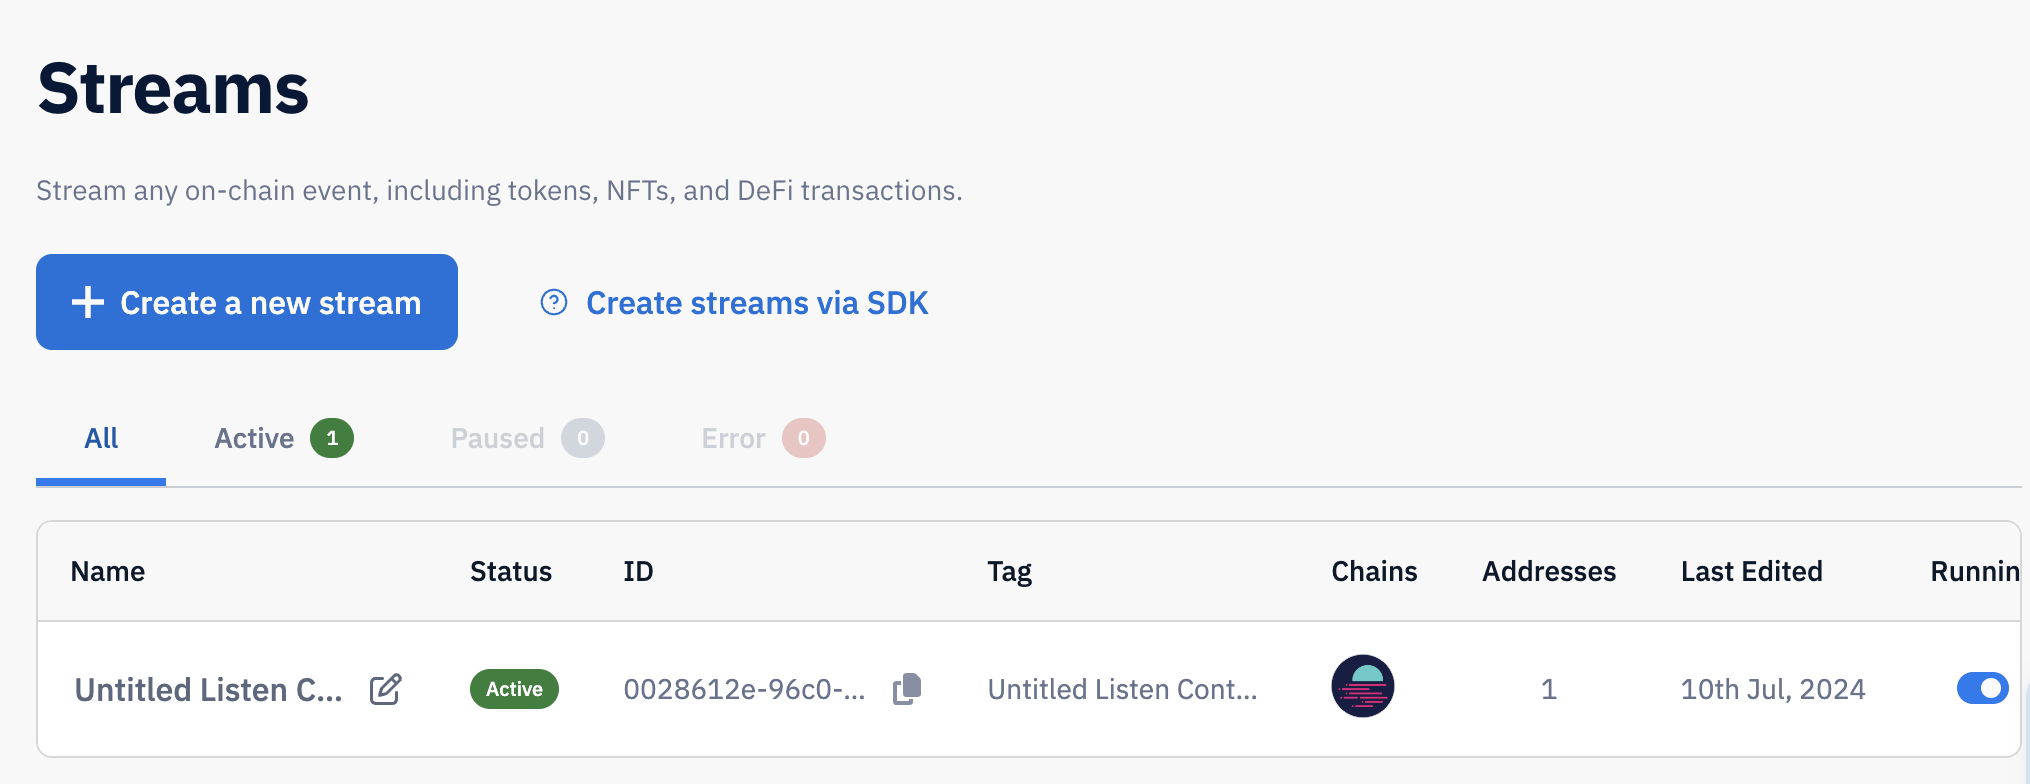 Streams
Stream any on-chain event, including tokens, NFTs, and DeFi transactions.
Create a new stream
Create streams via SDK
All Active 1 Paused 0 Error 0
Name Status ID Tag Chains Addresses Last Edited Runnin
Untitled Listen C... Active 0028612e-96c0-... Untitled Listen Cont... 1 10th Jul, 2024